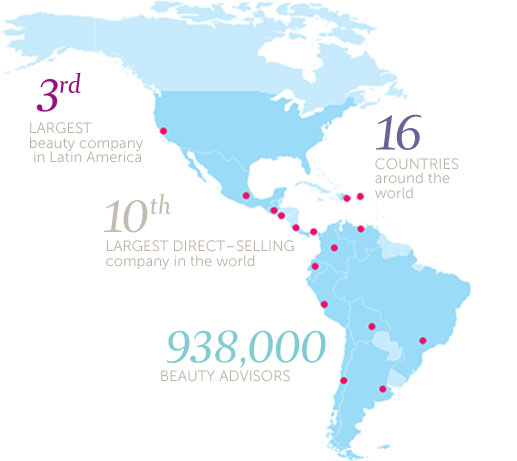 3rd
LARGEST
beauty company
in Latin America
16
COUNTRIES
around the
world
10th
LARGEST DIRECT–SELLING
company in the world
938,000
BEAUTY ADVISORS